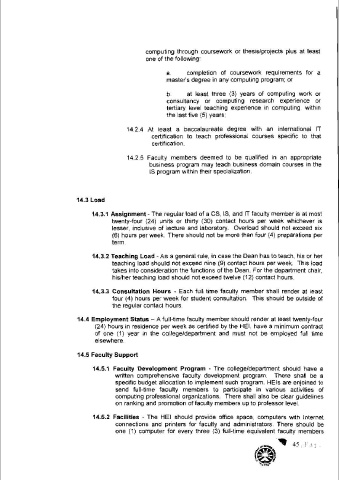 computing through coursework or thesis/projects plus at least
one of the following:
a. completion of coursework requirements for a
master's degree in any computing program; or
b. at least three (3) years of computing work or
consultancy or computing research experience or
tertiary level teaching experience in computing within
the last five (5) years;
14.2.4 At least a baccalaureate degree with an international IT
certification to teach professional courses specific to that
certification.
14.2.5 Faculty members deemed to be qualified in an appropriate
business program may teach business domain courses in the
IS program within their specialization.
14.3 Load
14.3.1 Assignment - The regular load of a CS, IS, and IT faculty member is at most
twenty-four (24) units or thirty (30) contact hours per week whichever is
lesser, inclusive of lecture and laboratory. Overload should not exceed six
(6) hours per week. There should not be more than four (4) preparations per
term.
14.3.2 Teaching Load - As a general rule, in case the Dean has to teach, his or her
teaching load should not exceed nine (9) contact hours per week. This load
takes into consideration the functions of the Dean. For the department chair,
his/her teaching load should not exceed twelve (12) contact hours.
14.3.3 Consultation Hours - Each full time faculty member shall render at least
four (4) hours per week for student consultation. This should be outside of
the regular contact hours.
14.4 Employment Status – A full-time faculty member should render at least twenty-four
(24) hours in residence per week as certified by the HEI, have a minimum contract
of one (1) year in the college/department and must not be employed full time
elsewhere.
14.5 Faculty Support
14.5.1 Faculty Development Program - The college/department should have a
written comprehensive faculty development program. There shall be a
specific budget allocation to implement such program. HEIs are enjoined to
send full-time faculty members to participate in various activities of
computing professional organizations. There shall also be clear guidelines
on ranking and promotion of faculty members up to professor level.
14.5.2 Facilities - The HEI should provide office space, computers with Internet
connections and printers for faculty and administrators. There should be
one (1) computer for every three (3) full-time equivalent faculty members
45 | P a g